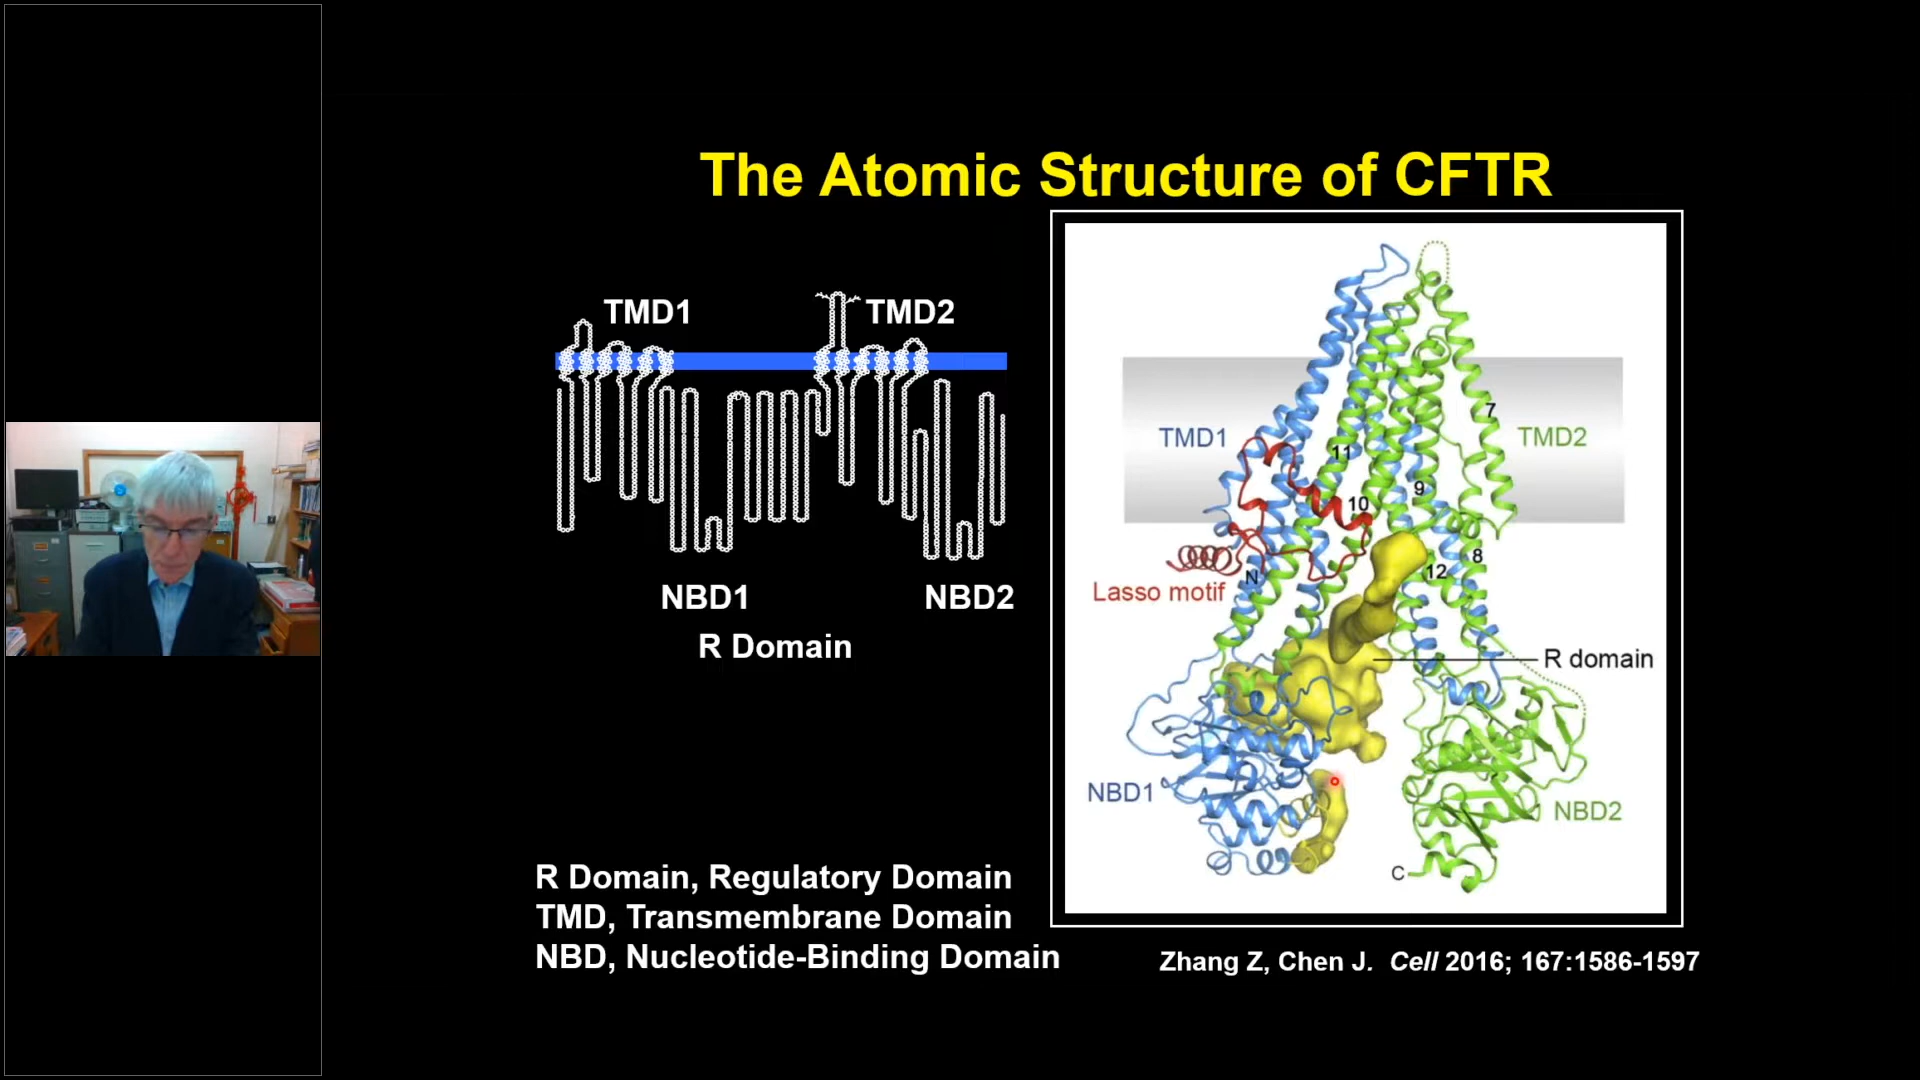 The Atomic Structure of CFTR
TMD1
TMD2
NBD1
NBD2
R Domain
R Domain, Regulatory Domain
TMD, Transmembrane Domain
NBD, Nucleotide-Binding Domain
7
TMD1
TMD2
11
9
10
8
12
N
Lasso motif
R domain
NBD1
NBD2
C
Zhang Z, Chen J. Cell 2016; 167:1586-1597